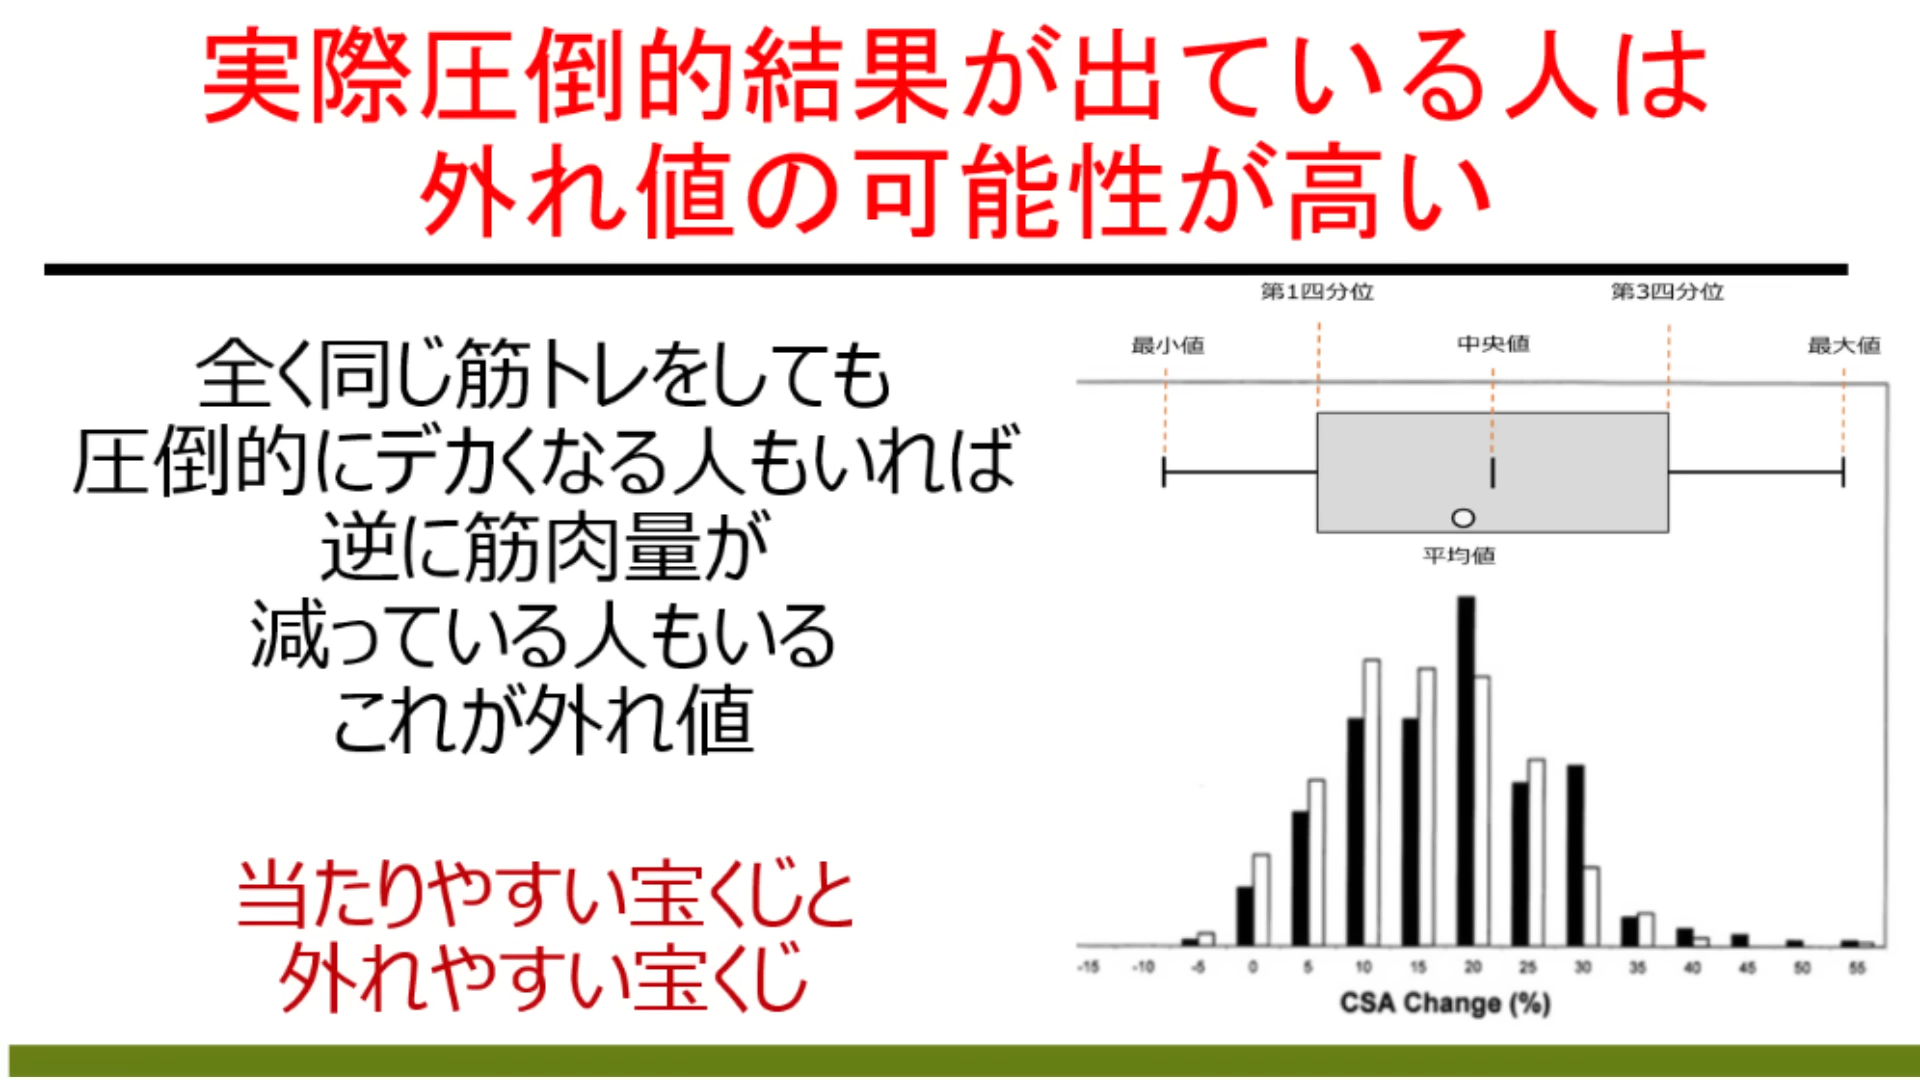 実際圧倒的結果が出ている人は
外れ値の可能性が高い
全く同じ筋トレをしても
圧倒的にデカくなる人もいれば
逆に筋肉量が
減っている人もいる
これが外れ値
当たりやすい宝くじと
外れやすい宝くじ
第1四分位 第3四分位
最小値 中央値 最大値
平均値
-15 -10 -5 0 5 10 15 20 25 30 35 40 45 50 55
CSA Change (%)